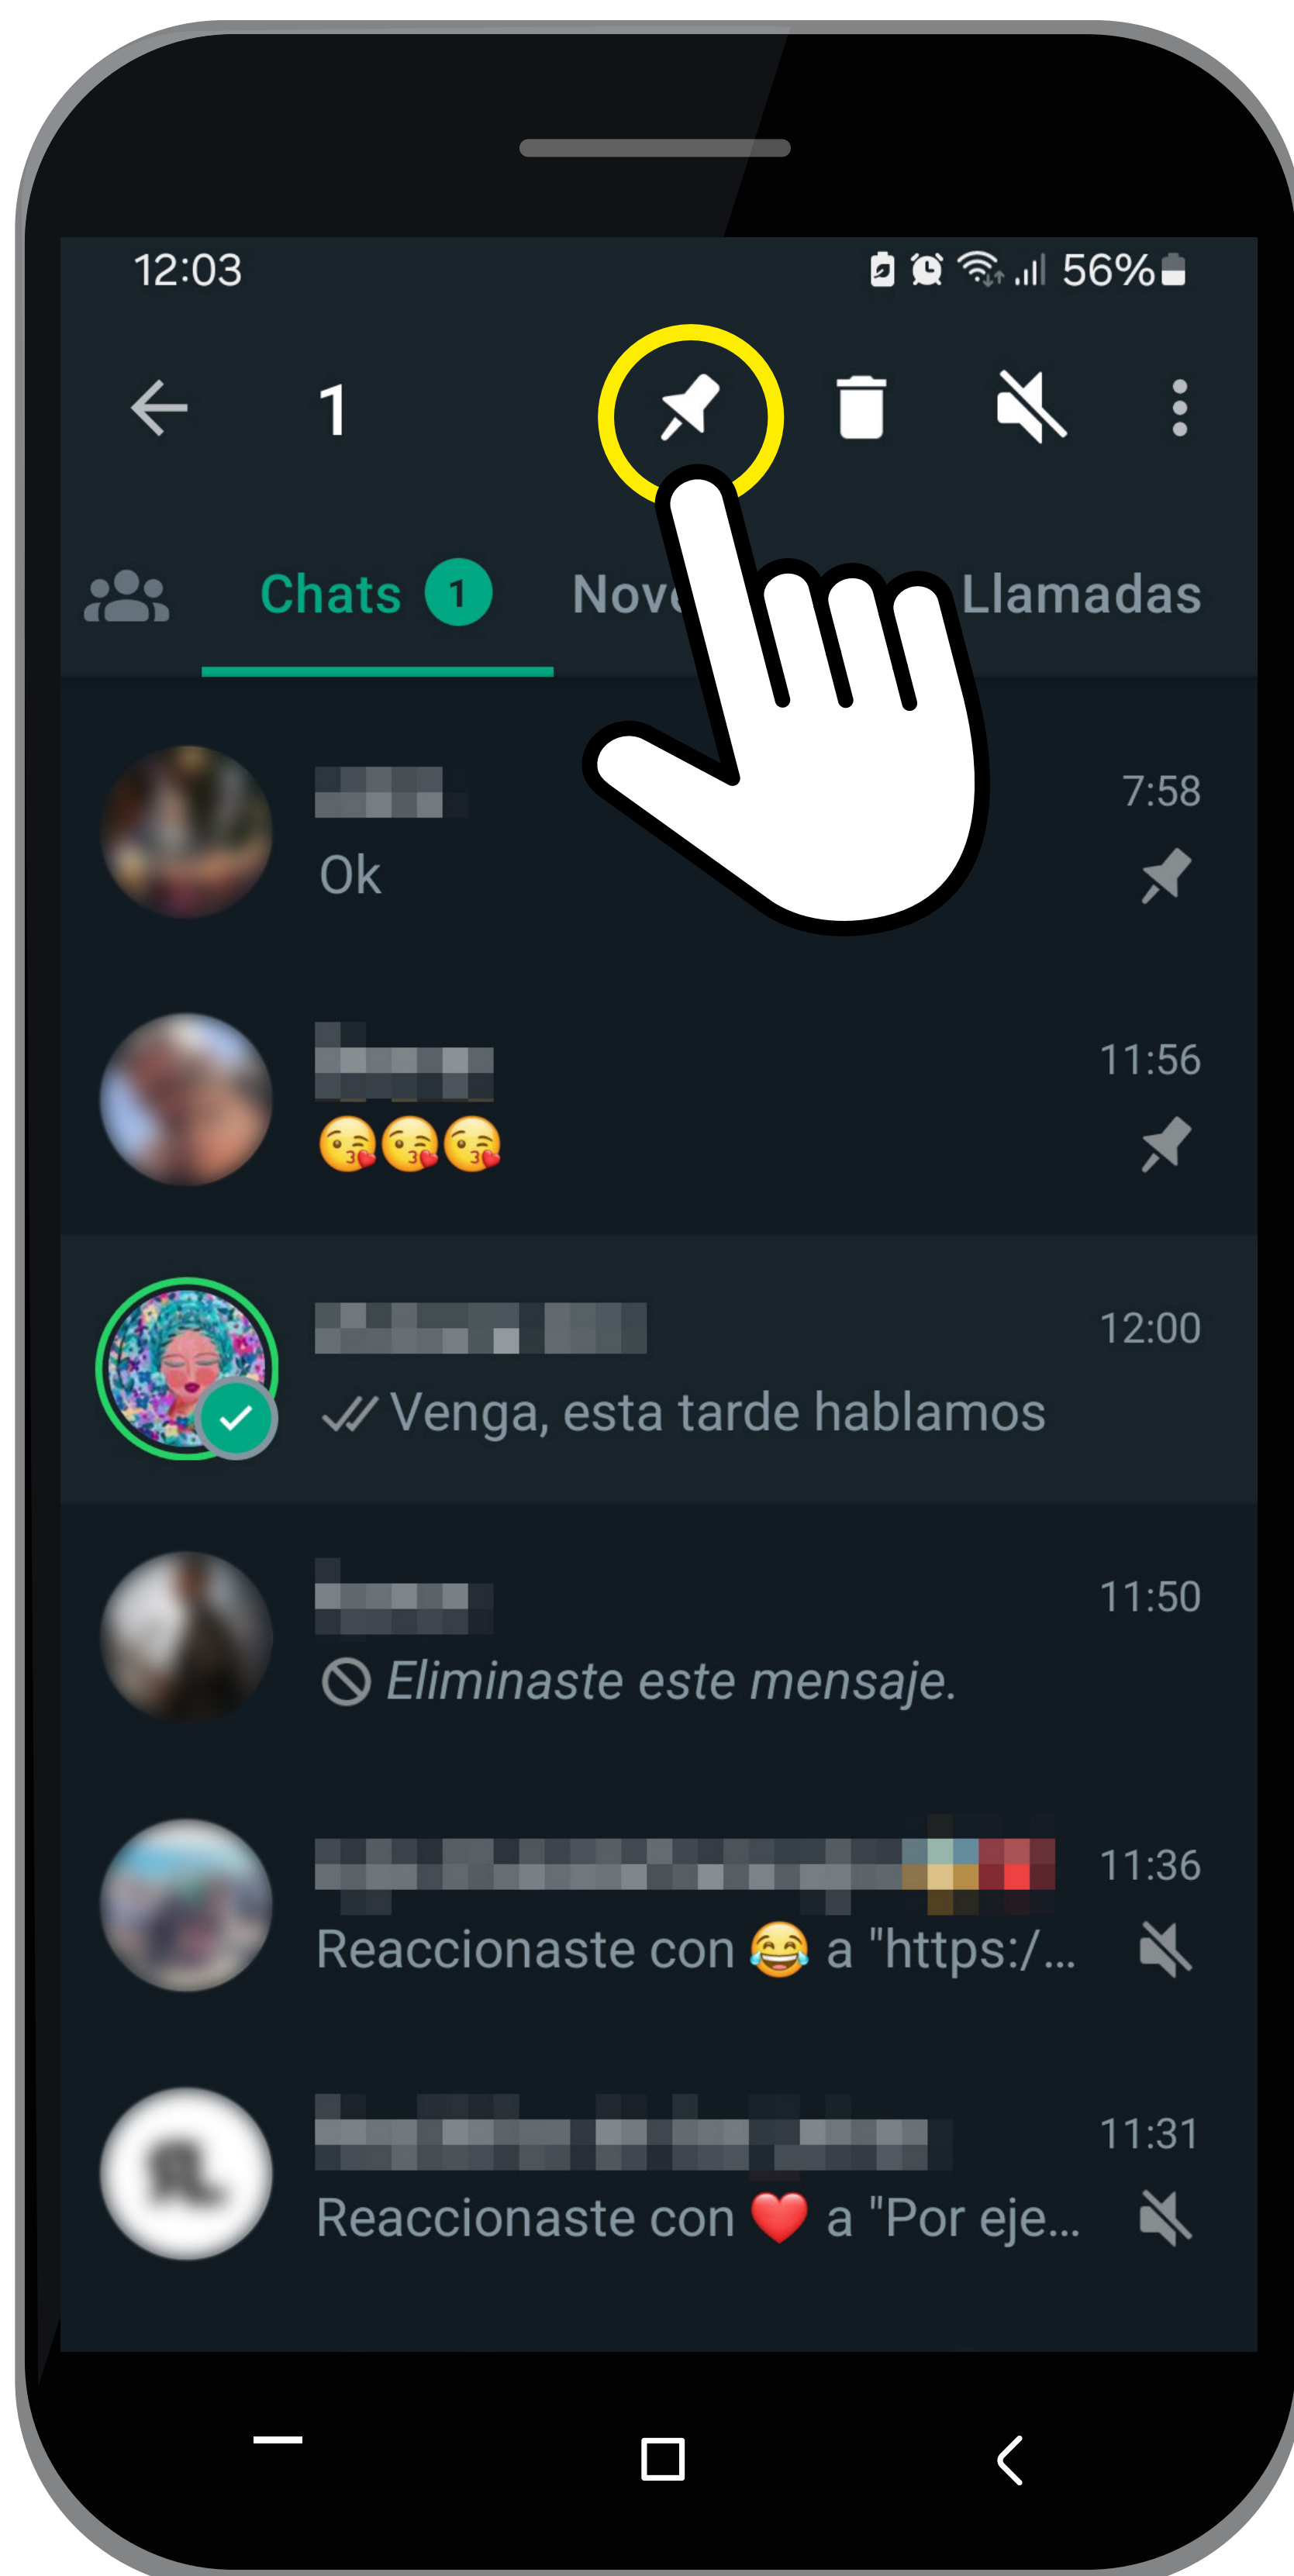 12:03 56%
1
Chats 1 Llamadas
7:58
Ok
11:56
😘😘😘
12:00
Venga, esta tarde hablamos
11:50
Eliminaste este mensaje.
11:36
Reaccionaste con 😂 a "https:/...
11:31
Reaccionaste con ❤️ a "Por eje...